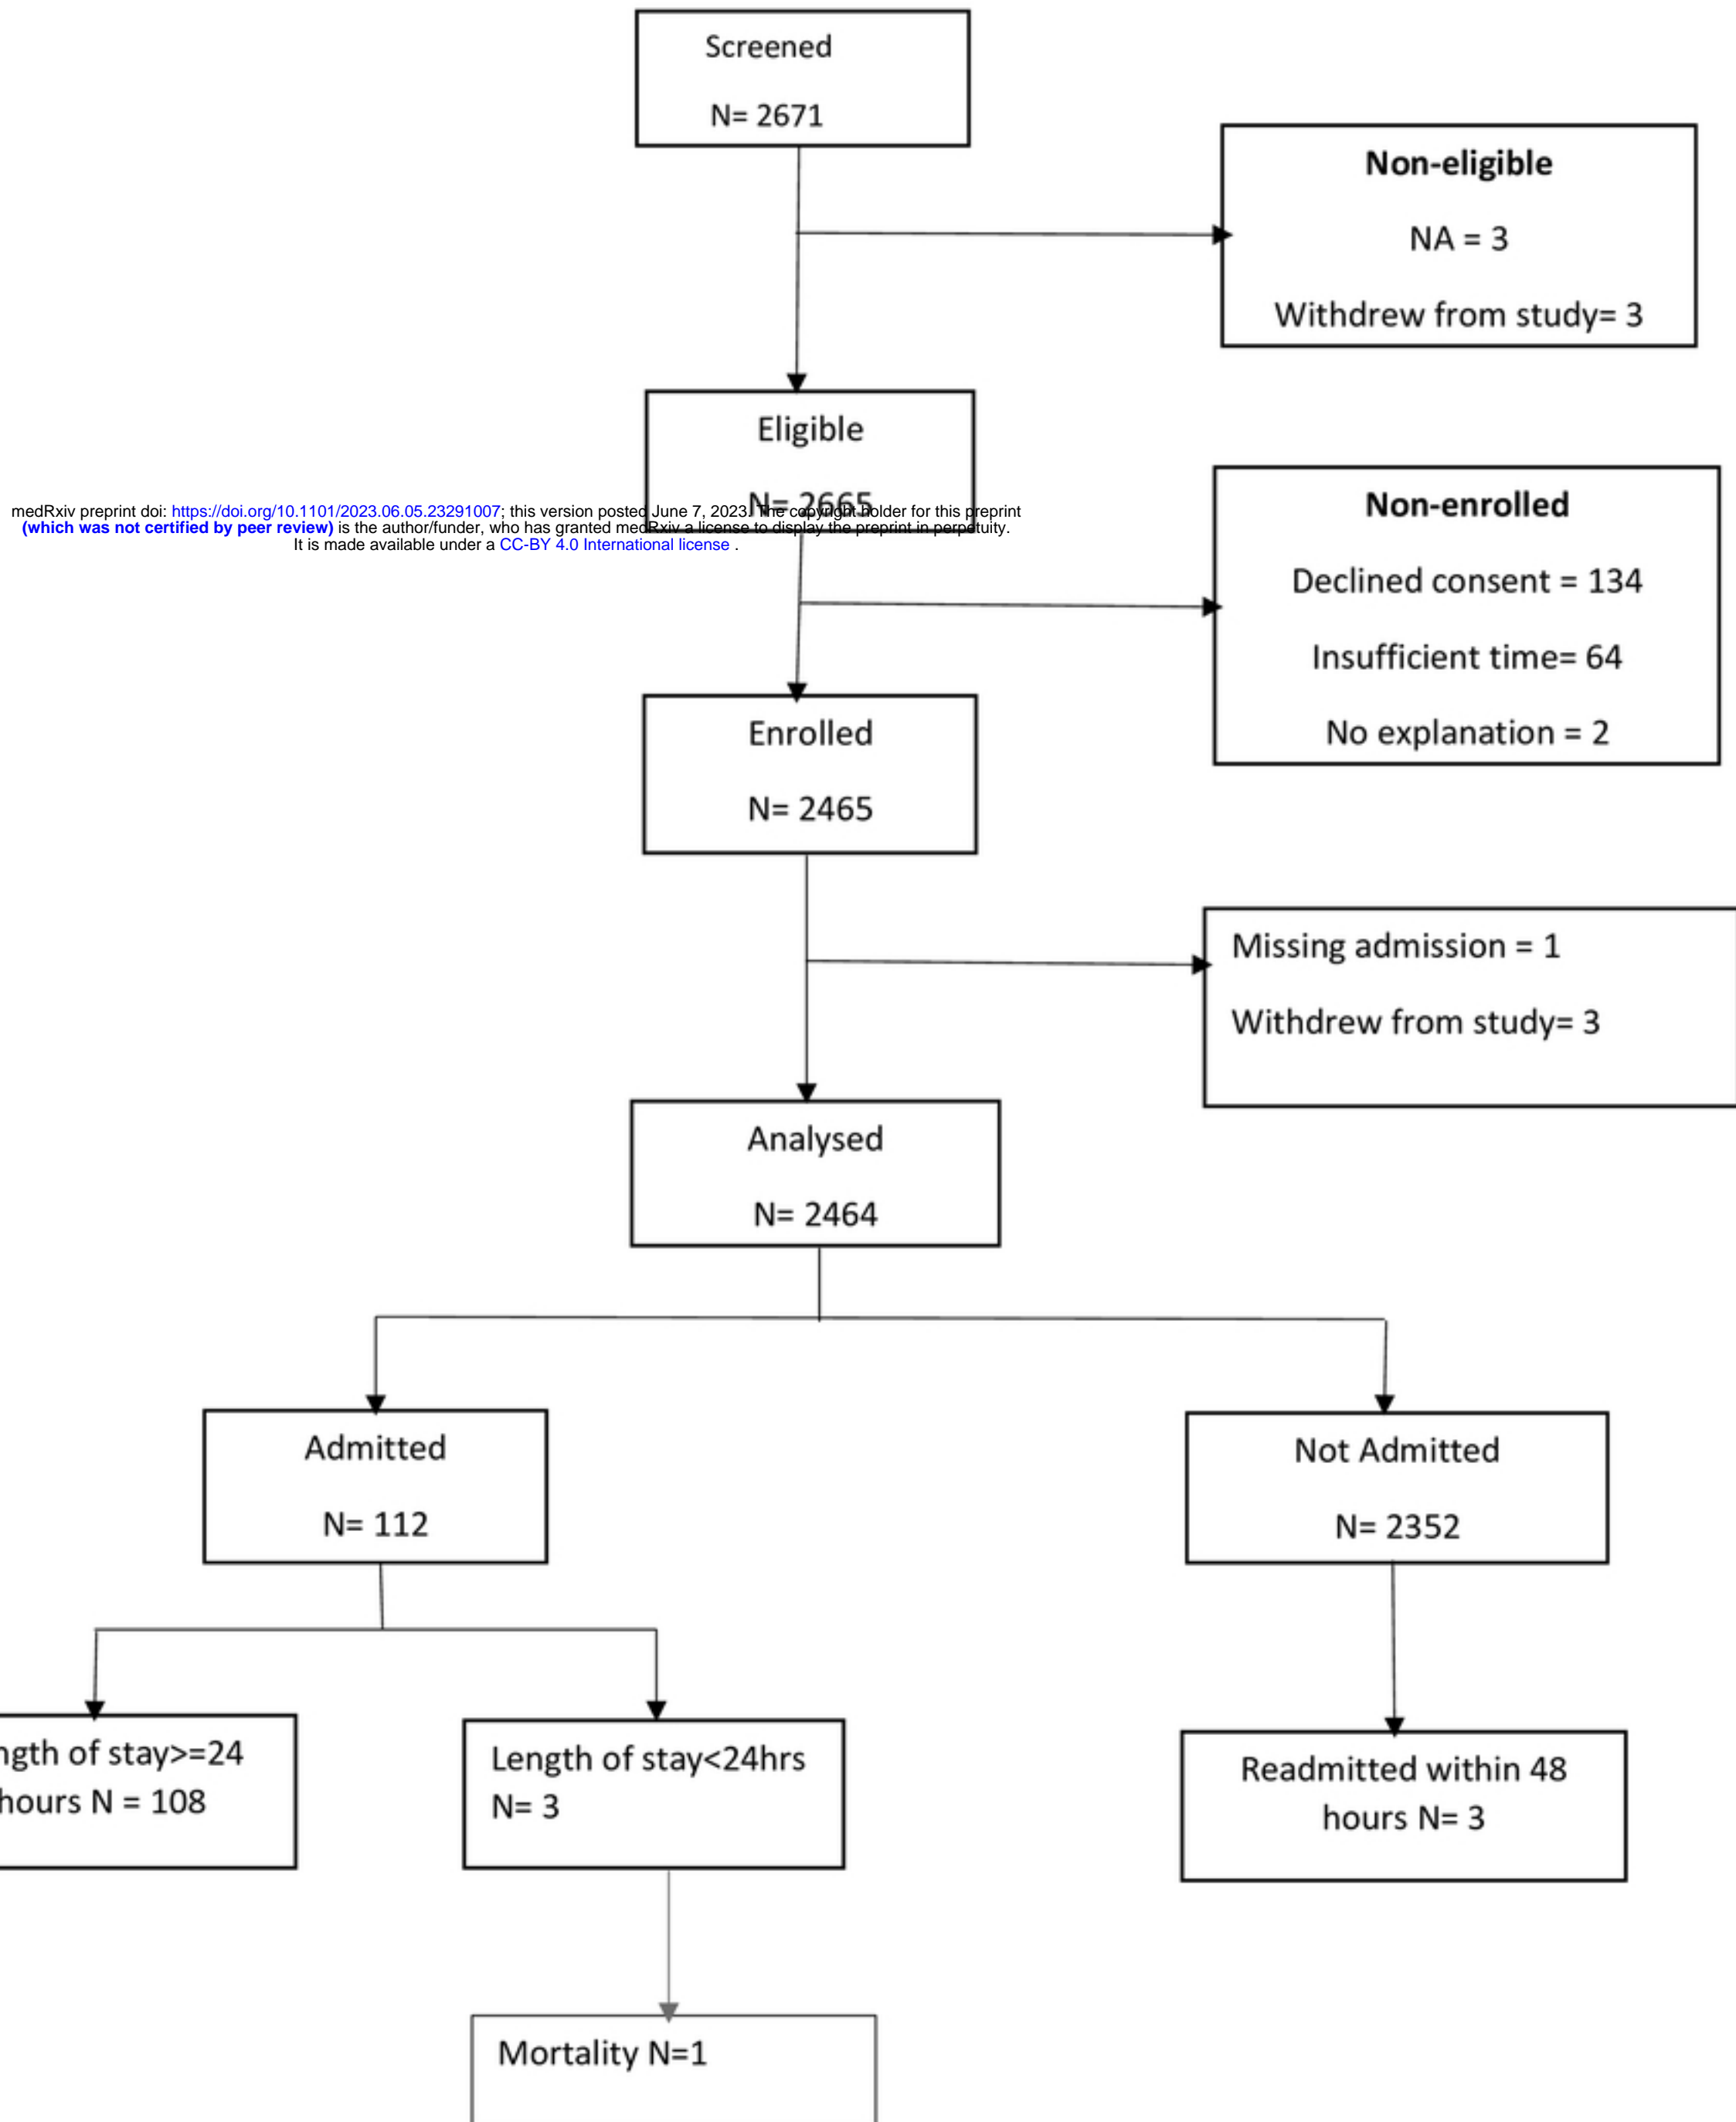 Screened
N= 2671
Non-eligible
NA = 3
Withdrew from study= 3
Eligible
N= 2665
medRxiv preprint doi: https://doi.org/10.1101/2023.06.05.23291007; this version posted June 7, 2023. The copyright holder for this preprint
(which was not certified by peer review) is the author/funder, who has granted medRxiv a license to display the preprint in perpetuity.
It is made available under a CC-BY 4.0 International license .
Non-enrolled
Declined consent = 134
Insufficient time= 64
No explanation = 2
Enrolled
N= 2465
Missing admission = 1
Withdrew from study= 3
Analysed
N= 2464
Admitted
N= 112
Not Admitted
N= 2352
ngth of stay>=24
hours N = 108
Length of stay<24hrs
N= 3
Readmitted within 48
hours N= 3
Mortality N=1